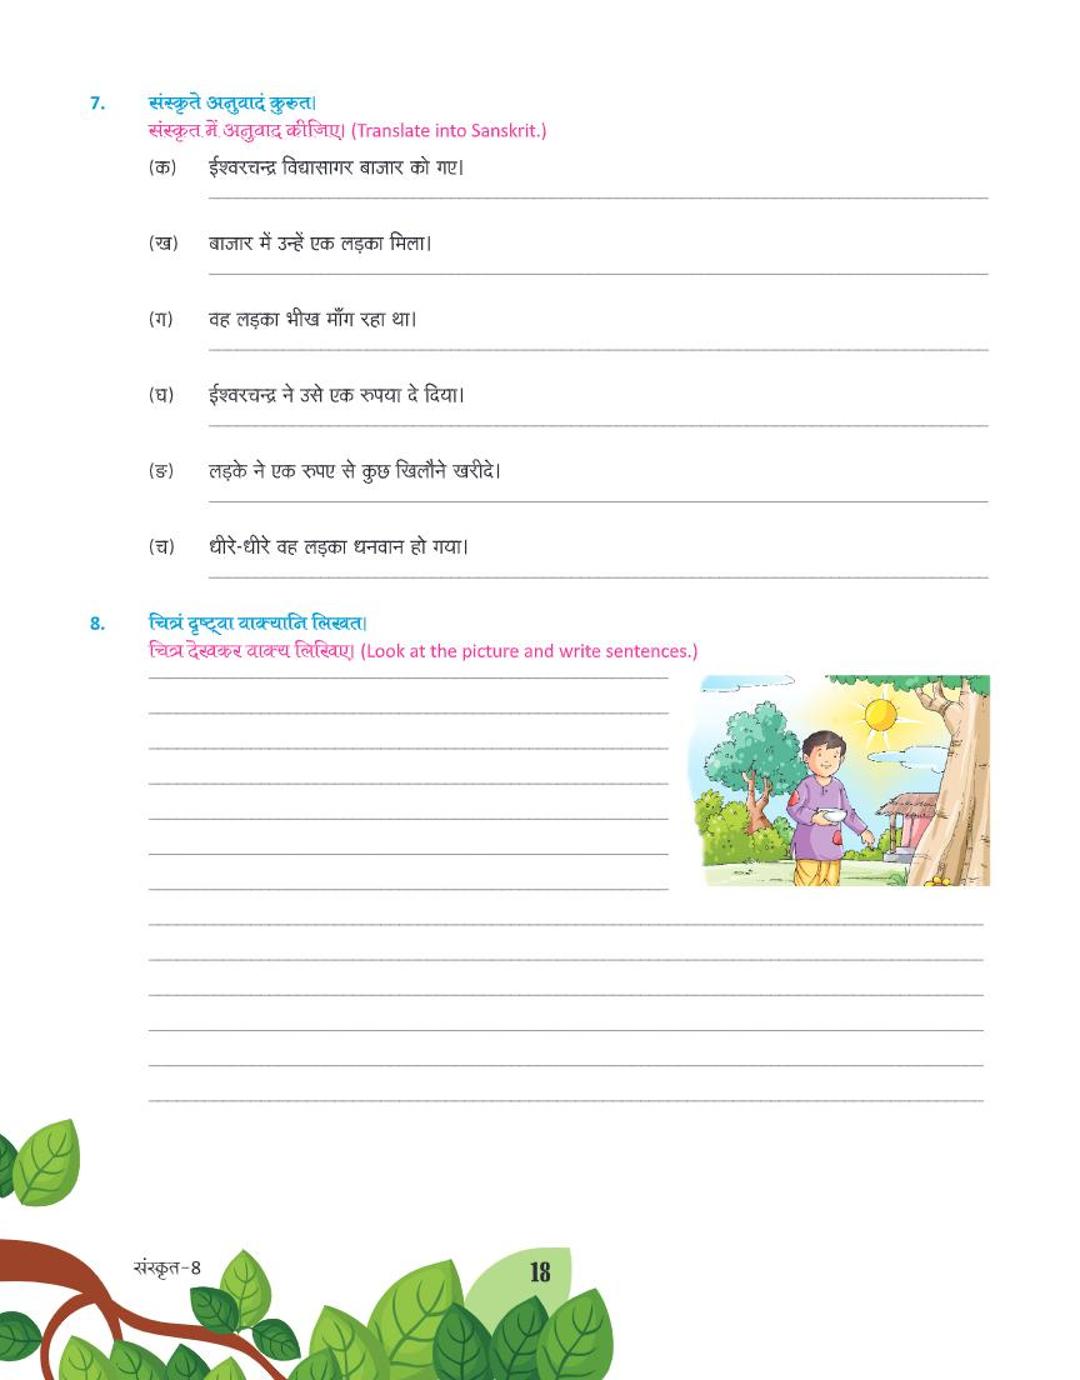 7. संस्कृते अनुवादं कुरुत।
संस्कृत में अनुवाद कीजिए। (Translate into Sanskrit.)
(क) ईश्वरचन्द्र विद्यासागर बाजार को गए।
(ख) बाजार में उन्हें एक लड़का मिला।
(ग) वह लड़का भीख माँग रहा था।
(घ) ईश्वरचन्द्र ने उसे एक रुपया दे दिया।
(ङ) लड़के ने एक रुपए से कुछ खिलौने खरीदे।
(च) धीरे-धीरे वह लड़का धनवान हो गया।
8. चित्रं दृष्ट्वा वाक्यानि लिखत।
चित्र देखकर वाक्य लिखिए। (Look at the picture and write sentences.)
संस्कृत-8
18